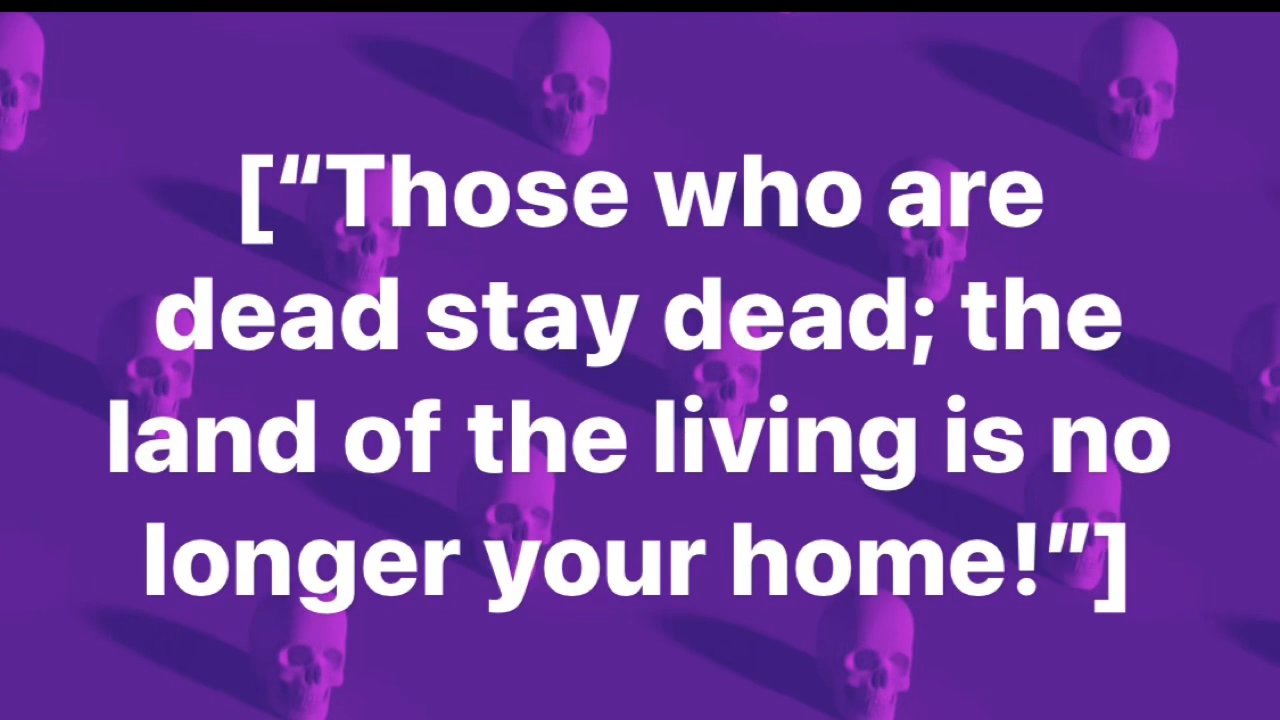 [“Those who are
dead stay dead; the
land of the living is no
longer your home!”]